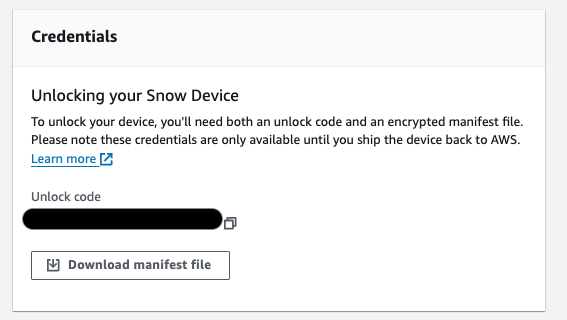 Credentials
Unlocking your Snow Device
To unlock your device, you'll need both an unlock code and an encrypted manifest file.
Please note these credentials are only available until you ship the device back to AWS.
Learn more
Unlock code
Download manifest file